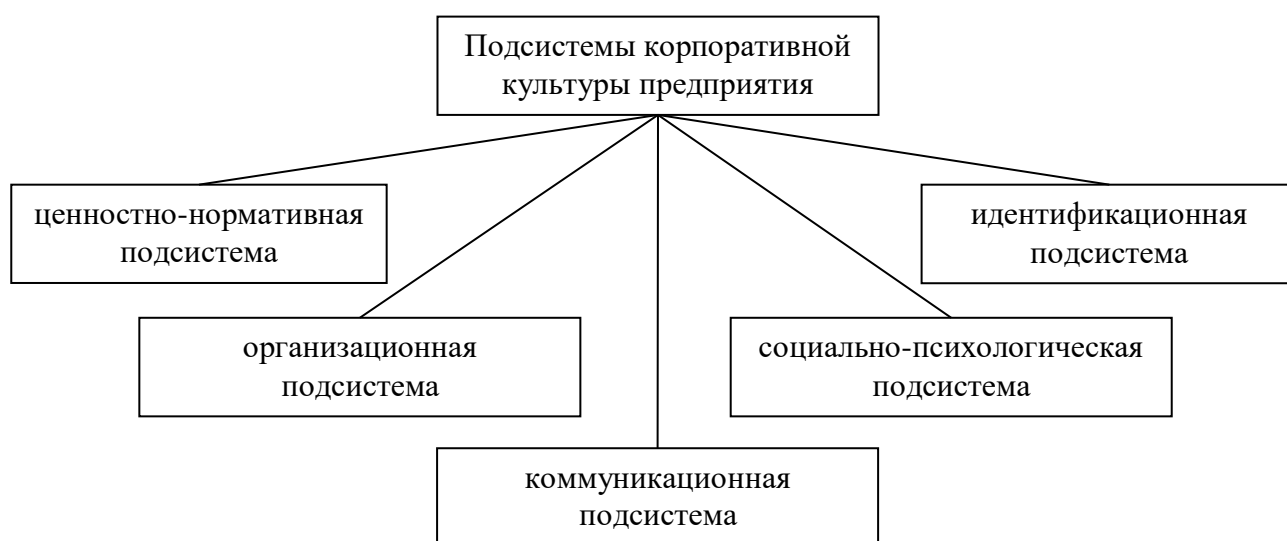 Подсистемы корпоративной
культуры предприятия
ценностно-нормативная
подсистема
идентификационная
подсистема
организационная
подсистема
социально-психологическая
подсистема
коммуникационная
подсистема